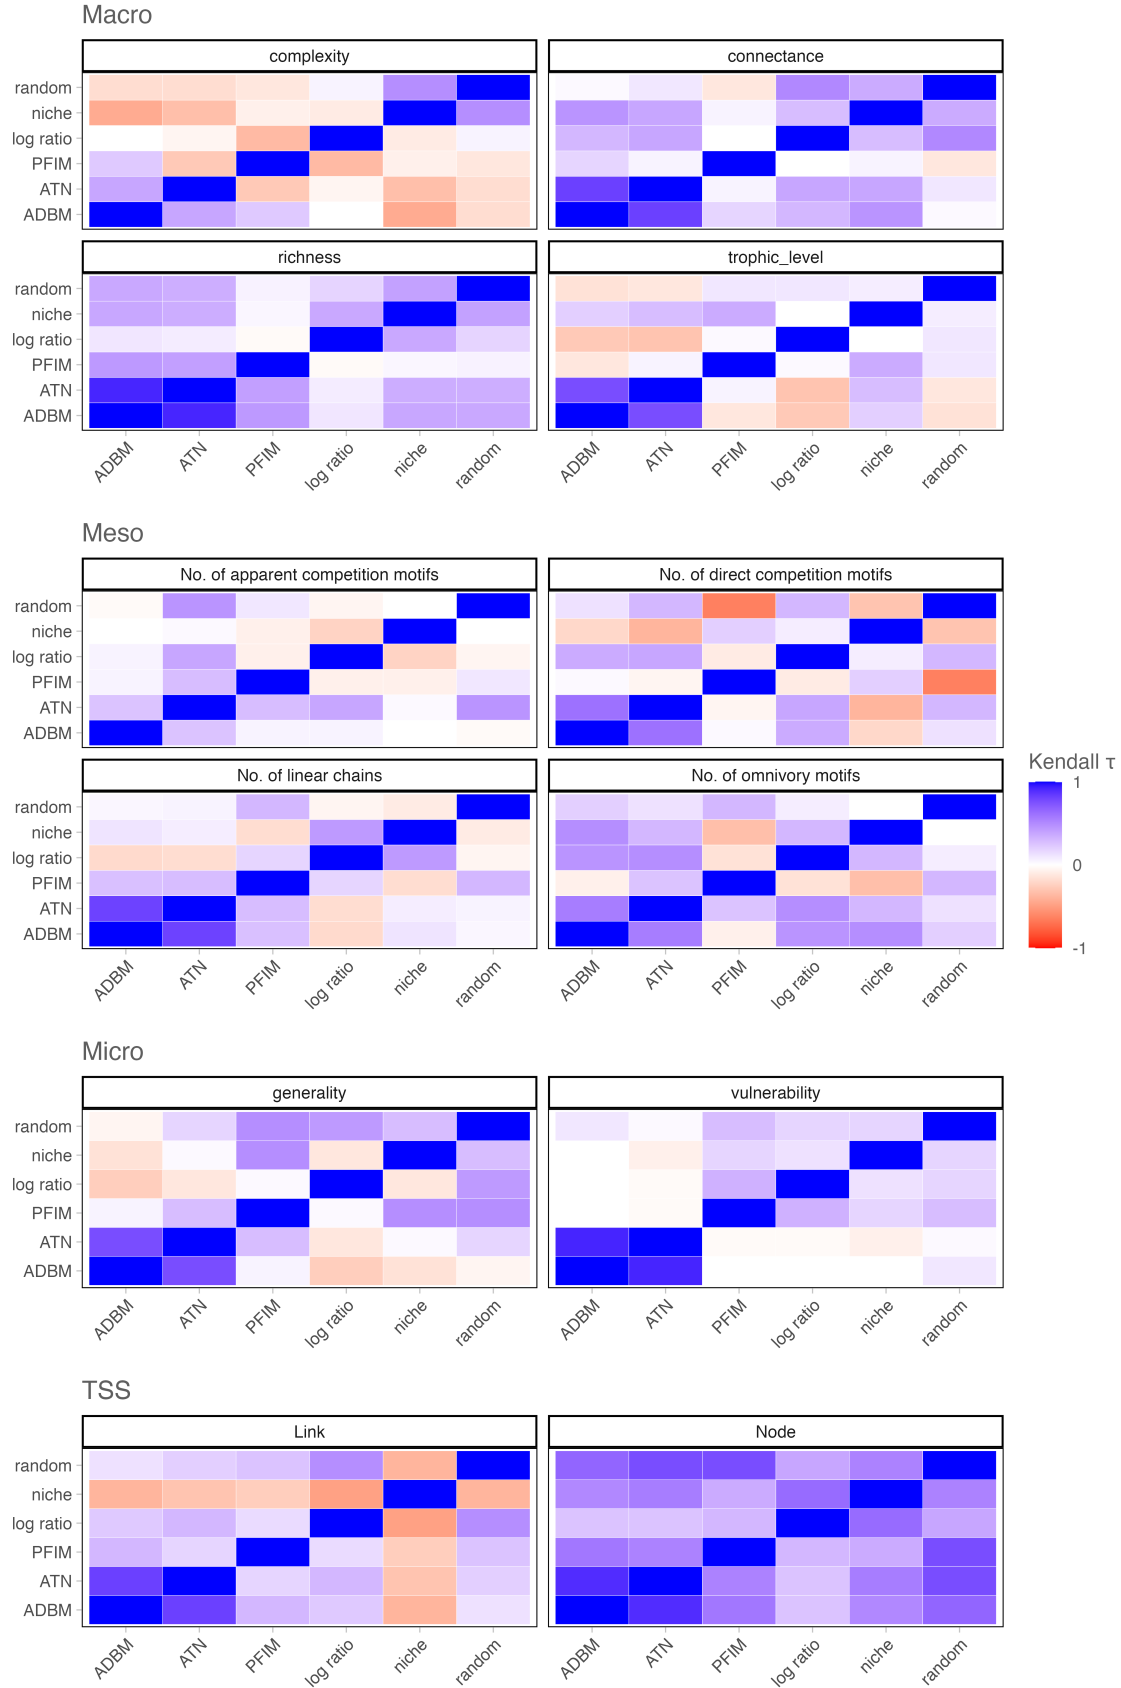 Macro
complexity
connectance
random
niche
log ratio
PFIM
ATN
ADBM
richness
trophic_level
random
niche
log ratio
PFIM
ATN
ADBM
ADBM ATN PFIM log ratio niche random
ADBM ATN PFIM log ratio niche random
Meso
No. of apparent competition motifs
No. of direct competition motifs
random
niche
log ratio
PFIM
ATN
ADBM
No. of linear chains
No. of omnivory motifs
random
niche
log ratio
PFIM
ATN
ADBM
ADBM ATN PFIM log ratio niche random
ADBM ATN PFIM log ratio niche random
Kendall τ
1
0
-1
Micro
generality
vulnerability
random
niche
log ratio
PFIM
ATN
ADBM
ADBM ATN PFIM log ratio niche random
ADBM ATN PFIM log ratio niche random
TSS
Link
Node
random
niche
log ratio
PFIM
ATN
ADBM
ADBM ATN PFIM log ratio niche random
ADBM ATN PFIM log ratio niche random